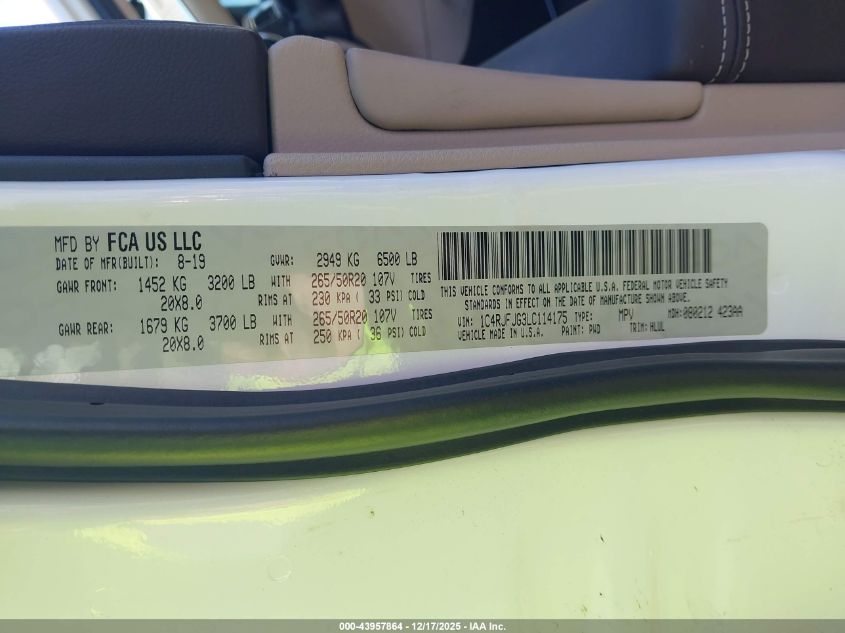 MFD BY FCA US LLC
DATE OF MFR(BUILT): 8-19 GVWR: 2949 KG 6500 LB
GAWR FRONT: 1452 KG 3200 LB WITH 265/50R20 107V TIRES
20X8.0 RIMS AT 230 KPA ( 33 PSI) COLD
GAWR REAR: 1679 KG 3700 LB WITH 265/50R20 107V TIRES
20X8.0 RIMS AT 250 KPA ( 36 PSI) COLD
THIS VEHICLE CONFORMS TO ALL APPLICABLE U.S.A. FEDERAL MOTOR VEHICLE SAFETY
STANDARDS IN EFFECT ON THE DATE OF MANUFACTURE SHOWN ABOVE.
VIN: 1C4RJFJG3LC114175 TYPE: MPV MDH: 080212 423AA
VEHICLE MADE IN U.S.A. PAINT: PWD TRIM: HLUL
000-43957864 - 12/17/2025 - IAA Inc.